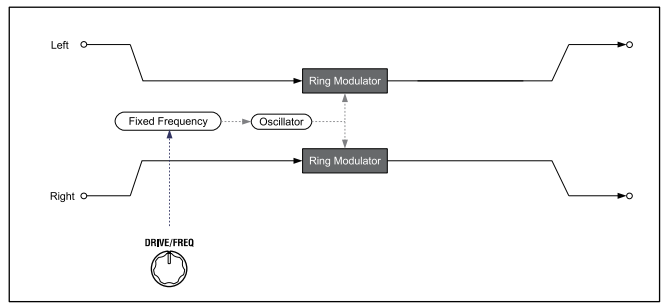 Left
Ring Modulator
Fixed Frequency
Oscillator
Ring Modulator
Right
DRIVE/FREQ